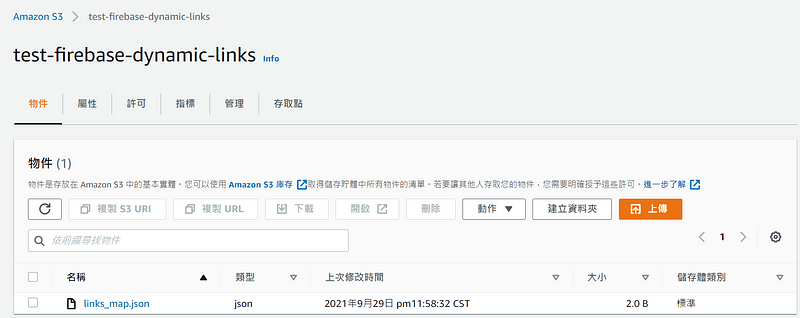 Amazon S3 > test-firebase-dynamic-links
test-firebase-dynamic-links Info
物件 屬性 許可 指標 管理 存取點
物件 (1)
物件是存放在 Amazon S3 中的基本實體。您可以使用 Amazon S3 庫存 取得儲存貯體中所有物件的清單。若要讓其他人存取您的物件，您需要明確授予這些許可。進一步了解
複製 S3 URI 複製 URL 下載 開啟 刪除 動作 建立資料夾 上傳
依前綴尋找物件 1
名稱 類型 上次修改時間 大小 儲存體類別
links_map.json json 2021年9月29日 pm11:58:32 CST 2.0 B 標準